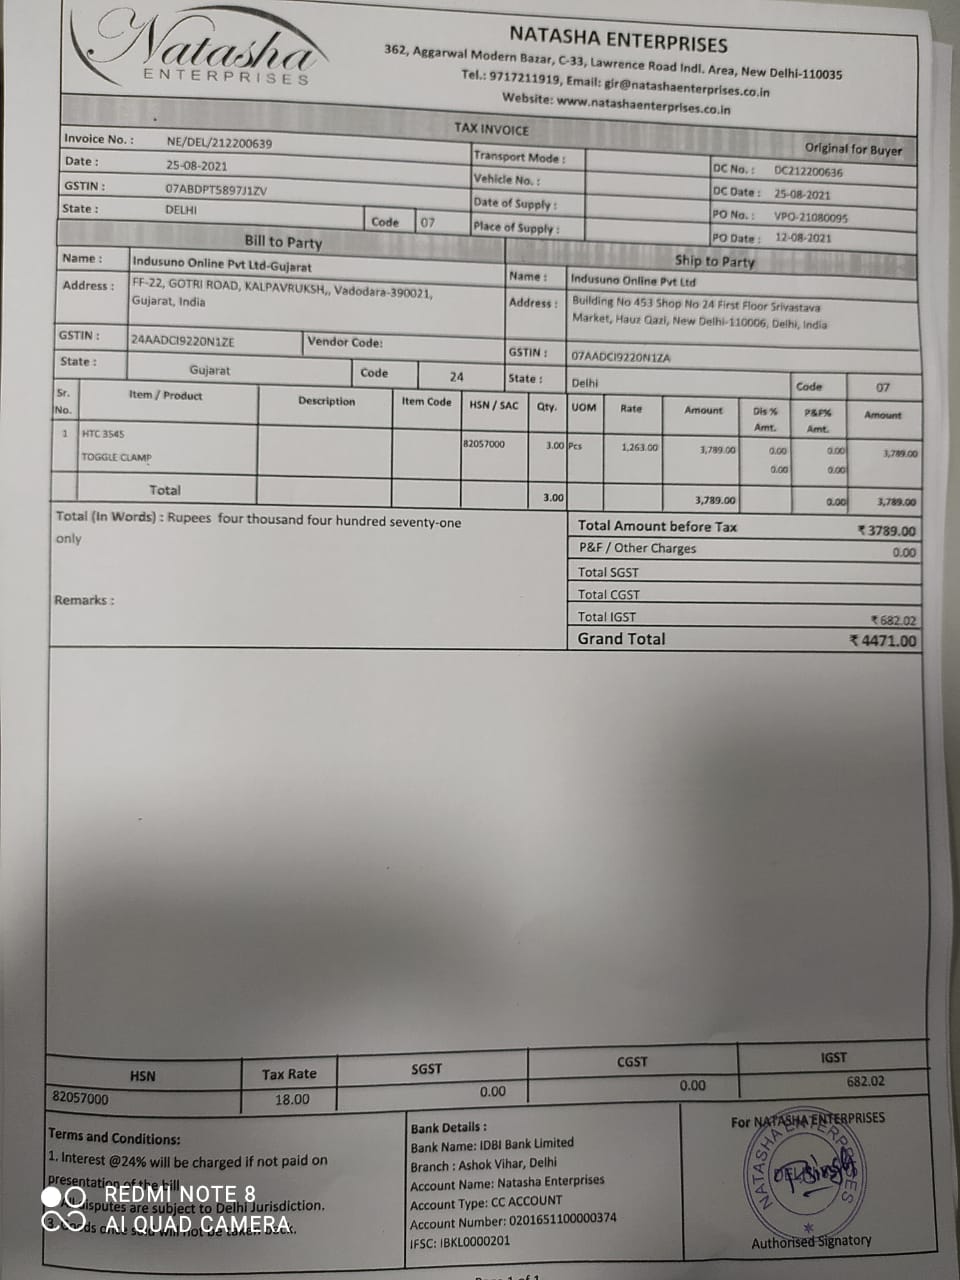 Natasha
ENTERPRISES
NATASHA ENTERPRISES
362, Aggarwal Modern Bazar, C-33, Lawrence Road Indl. Area, New Delhi-110035
Tel.: 9717211919, Email: gir@natashaenterprises.co.in
Website: www.natashaenterprises.co.in
TAX INVOICE
Original for Buyer
Invoice No. : NE/DEL/212200639
Date : 25-08-2021
GSTIN : 07ABDPT5897J1ZV
State : DELHI Code 07
Transport Mode :
Vehicle No. :
Date of Supply :
Place of Supply :
DC No. : DC212200636
DC Date : 25-08-2021
PO No. : VPO-21080095
PO Date : 12-08-2021
Bill to Party
Name : Indusuno Online Pvt Ltd-Gujarat
Address : FF-22, GOTRI ROAD, KALPAVRUKSH,, Vadodara-390021,
Gujarat, India
GSTIN : 24AADCI9220N1ZE Vendor Code:
State : Gujarat Code 24
Ship to Party
Name : Indusuno Online Pvt Ltd
Address : Building No 453 Shop No 24 First Floor Srivastava
Market, Hauz Qazi, New Delhi-110006, Delhi, India
GSTIN : 07AADCI9220N1ZA
State : Delhi Code 07
Sr. No. Item / Product Description Item Code HSN / SAC Qty. UOM Rate Amount Dis % Amt. P&F% Amt. Amount
1 HTC 3545 82057000 3.00 Pcs 1,263.00 3,789.00 0.00 0.00 3,789.00
TOGGLE CLAMP 0.00 0.00
Total 3.00 3,789.00 0.00 3,789.00
Total (In Words) : Rupees four thousand four hundred seventy-one
only
Remarks :
Total Amount before Tax ₹ 3789.00
P&F / Other Charges 0.00
Total SGST
Total CGST
Total IGST ₹ 682.02
Grand Total ₹ 4471.00
HSN Tax Rate SGST CGST IGST
82057000 18.00 0.00 0.00 682.02
Terms and Conditions:
1. Interest @24% will be charged if not paid on
presentation of the bill
disputes are subject to Delhi Jurisdiction.
3. Goods once sold will not be taken back.
Bank Details :
Bank Name: IDBI Bank Limited
Branch : Ashok Vihar, Delhi
Account Name: Natasha Enterprises
Account Type: CC ACCOUNT
Account Number: 0201651100000374
IFSC: IBKL0000201
For NATASHA ENTERPRISES
NATASHA ENTERPRISES
DELHI
Authorised Signatory
REDMI NOTE 8
AI QUAD CAMERA
Page 1 of 1